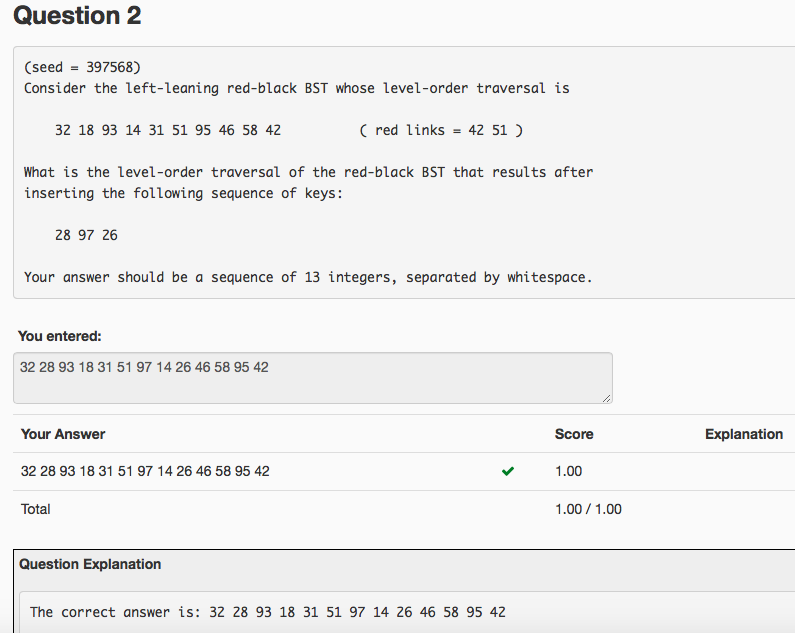 Question 2
(seed = 397568)
Consider the left-leaning red-black BST whose level-order traversal is
32 18 93 14 31 51 95 46 58 42 ( red links = 42 51 )
What is the level-order traversal of the red-black BST that results after
inserting the following sequence of keys:
28 97 26
Your answer should be a sequence of 13 integers, separated by whitespace.
You entered:
32 28 93 18 31 51 97 14 26 46 58 95 42
Your Answer Score Explanation
32 28 93 18 31 51 97 14 26 46 58 95 42 ✔ 1.00
Total 1.00 / 1.00
Question Explanation
The correct answer is: 32 28 93 18 31 51 97 14 26 46 58 95 42